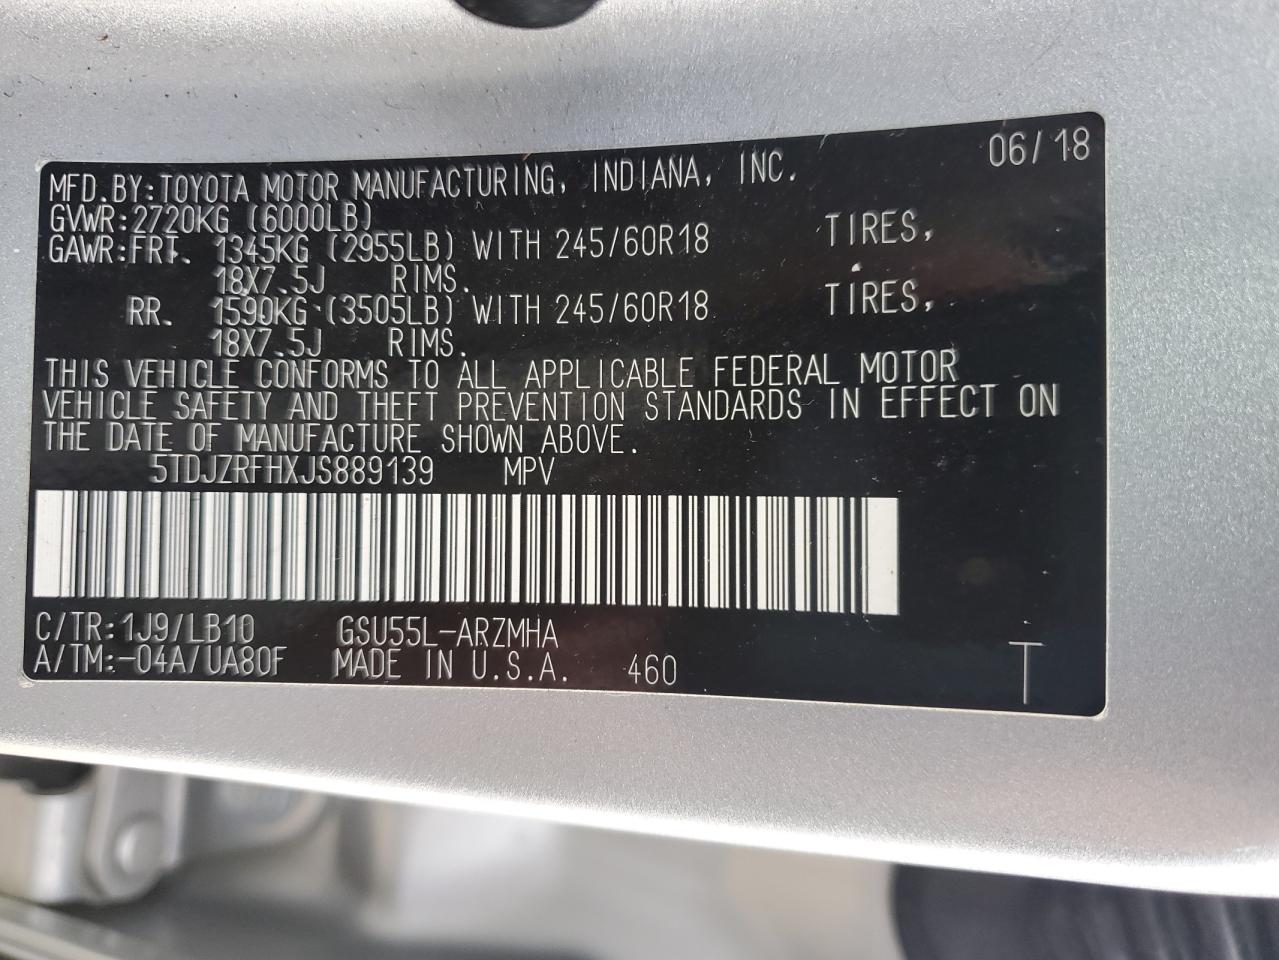 06/18
MFD.BY:TOYOTA MOTOR MANUFACTURING, INDIANA, INC.
GVWR:2720KG (6000LB)
GAWR:FRT. 1345KG (2955LB) WITH 245/60R18 TIRES,
18X7.5J RIMS.
RR. 1590KG (3505LB) WITH 245/60R18 TIRES,
18X7.5J RIMS.
THIS VEHICLE CONFORMS TO ALL APPLICABLE FEDERAL MOTOR
VEHICLE SAFETY AND THEFT PREVENTION STANDARDS IN EFFECT ON
THE DATE OF MANUFACTURE SHOWN ABOVE.
5TDJZRFHXJS889139 MPV
C/TR:1J9/LB10 GSU55L-ARZMHA
A/TM:-04A/UA80F MADE IN U.S.A. 460 T